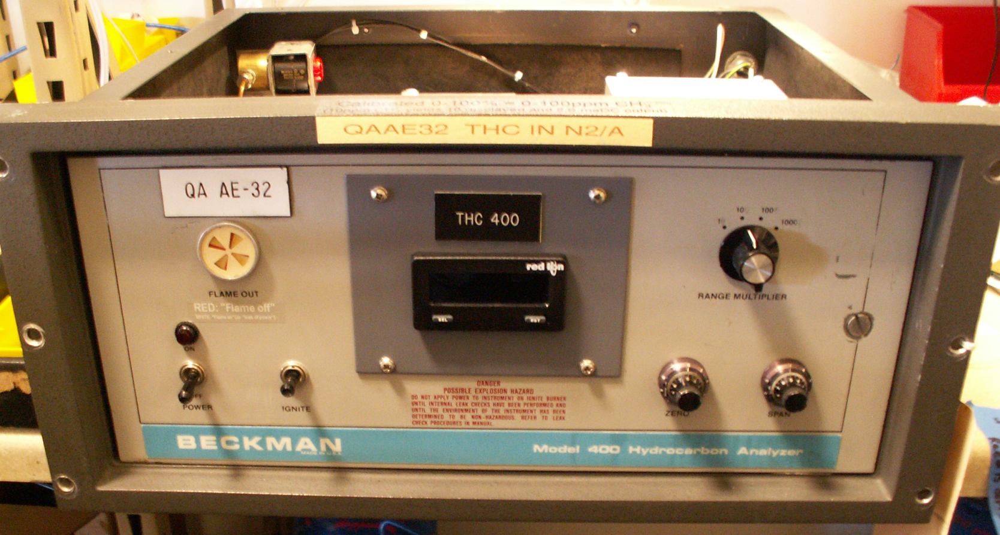 Calibrated 0-100% = 0-100ppm CH4
QAAE32 THC IN N2/A
QA AE-32
THC 400
red lion
SEL
RST
FLAME OUT
RED: "Flame off"
ON
OFF
POWER
IGNITE
10
100
1000
RANGE MULTIPLIER
ZERO
SPAN
DANGER
POSSIBLE EXPLOSION HAZARD
DO NOT APPLY POWER TO INSTRUMENT OR IGNITE BURNER
UNTIL INTERNAL LEAK CHECKS HAVE BEEN PERFORMED AND
UNTIL THE ENVIRONMENT OF THE INSTRUMENT HAS BEEN
DETERMINED TO BE NON-HAZARDOUS. REFER TO LEAK
CHECK PROCEDURES IN MANUAL.
BECKMAN
MADE IN U.S.A.
Model 400 Hydrocarbon Analyzer